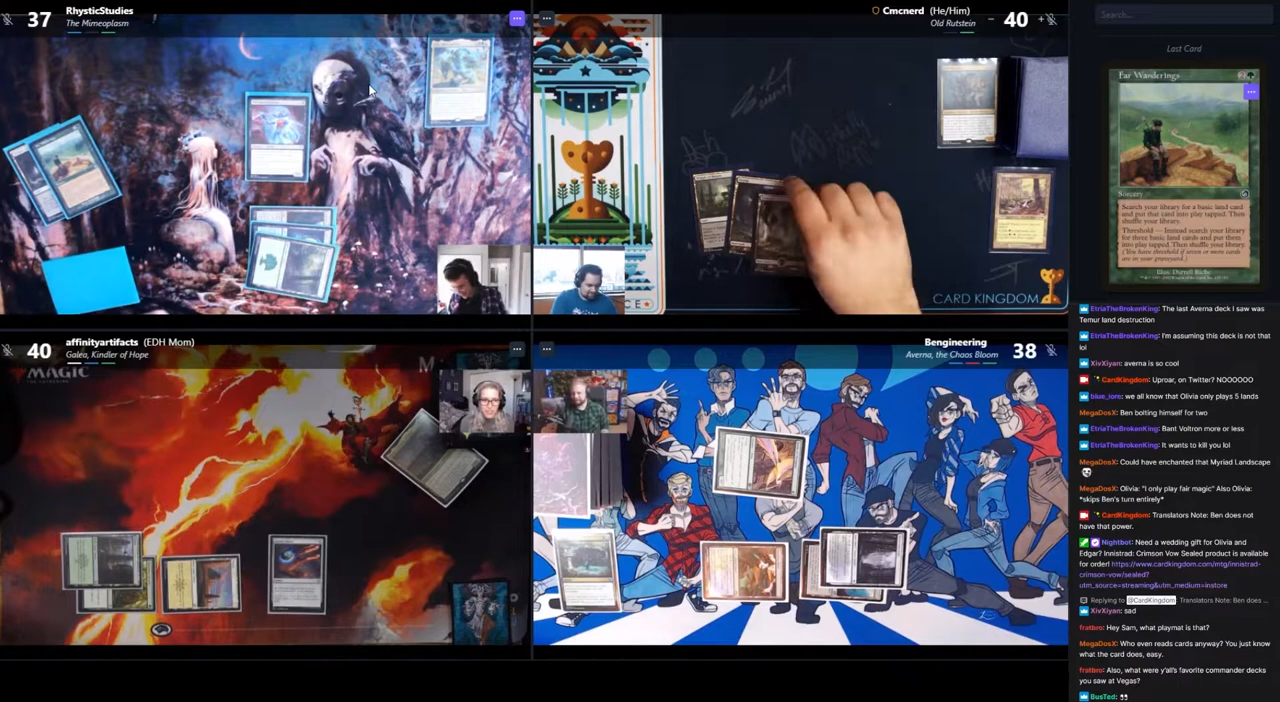 37
RhysticStudies
The Mimeoplasm
Cmcnerd (He/Him)
Old Rutstein
− 40 +
CARD KINGDOM
CE
40
affinityartifacts (EDH Mom)
Galea, Kindler of Hope
MAGIC
Bengineering
Averna, the Chaos Bloom
38
Search...
Last Card
Far Wanderings
2
Sorcery
Search your library for a basic land card
and put that card into play tapped. Then
shuffle your library.
Threshold — Instead search your library
for three basic land cards and put them
into play tapped. Then shuffle your library.
(You have threshold if seven or more cards
are in your graveyard.)
EtriaTheBrokenKing: The last Averna deck I saw was
Temur land destruction
EtriaTheBrokenKing: I'm assuming this deck is not that
lol
XivXiyan: averna is so cool
CardKingdom: Uproar, on Twitter? NOOOOOO
blue_lore: we all know that Olivia only plays 5 lands
MegaDosX: Ben bolting himself for two
EtriaTheBrokenKing: Bant Voltron more or less
EtriaTheBrokenKing: It wants to kill you lol
MegaDosX: Could have enchanted that Myriad Landscape
MegaDosX: Olivia: "I only play fair magic" Also Olivia:
*skips Ben's turn entirely*
CardKingdom: Translators Note: Ben does not
have that power.
Nightbot: Need a wedding gift for Olivia and
Edgar? Innistrad: Crimson Vow Sealed product is available
for order! https://www.cardkingdom.com/mtg/innistrad-
crimson-vow/sealed?
utm_source=streaming&utm_medium=instore
Replying to @CardKingdom: Translators Note: Ben does ...
XivXiyan: sad
fratbro: Hey Sam, what playmat is that?
MegaDosX: Who even reads cards anyway? You just know
what the card does, easy.
fratbro: Also, what were y'all's favorite commander decks
you saw at Vegas?
BusTed: